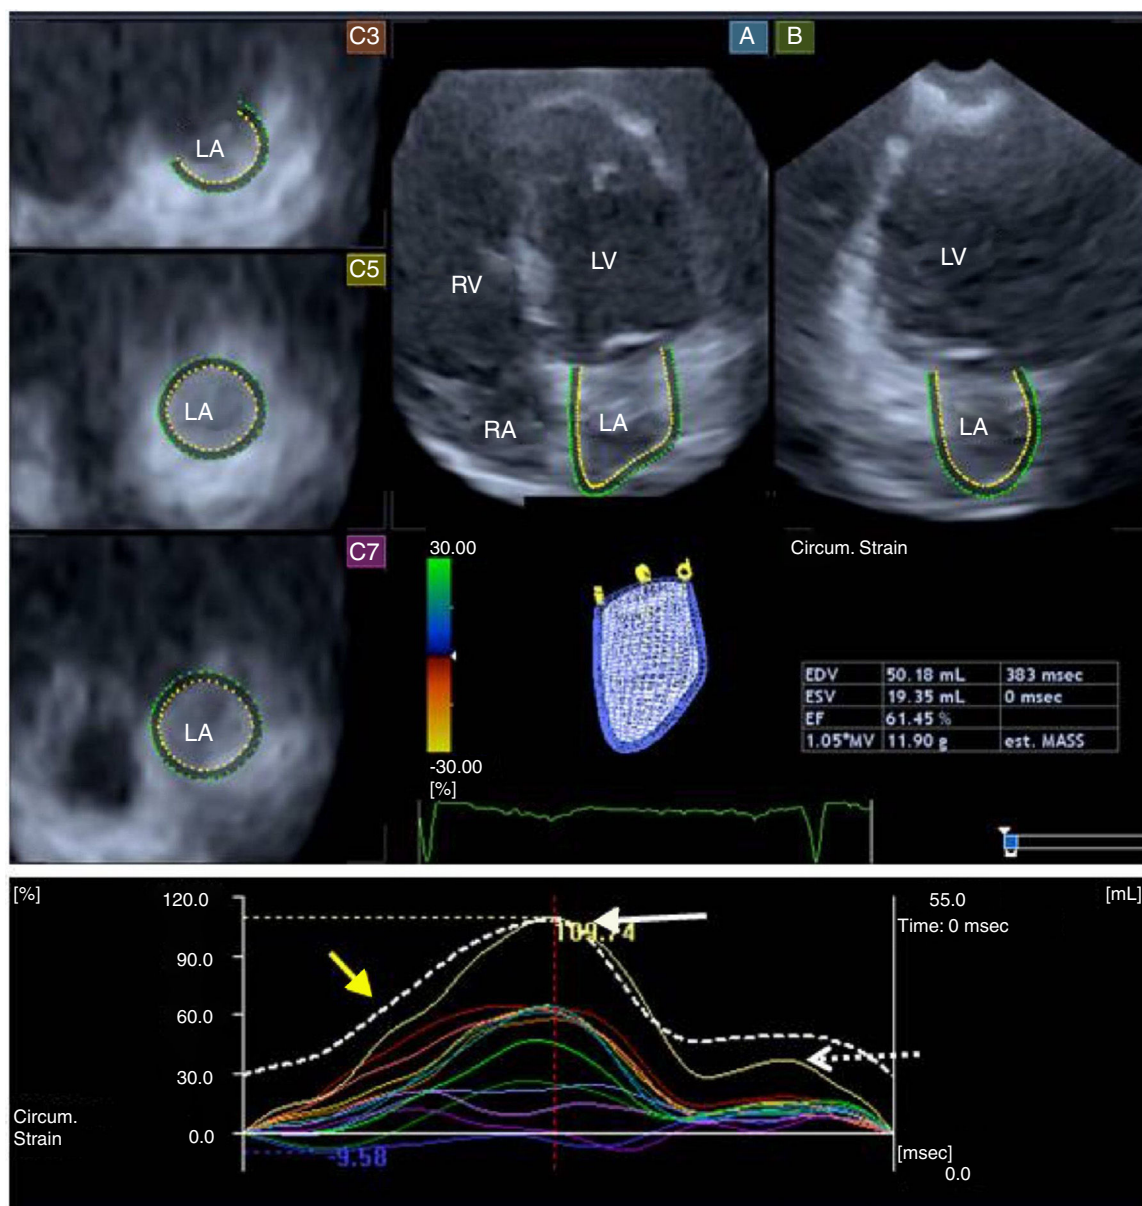 C3
LA
C5
LA
C7
LA
A
RV
LV
RA
LA
B
LV
LA
30.00
-30.00
[%]
Circum. Strain
EDV 50.18 mL 383 msec
ESV 19.35 mL 0 msec
EF 61.45 %
1.05*MV 11.90 g est. MASS
[%]
120.0
90.0
60.0
30.0
0.0
Circum.
Strain
109.74
-9.58
55.0
[mL]
Time: 0 msec
[msec]
0.0